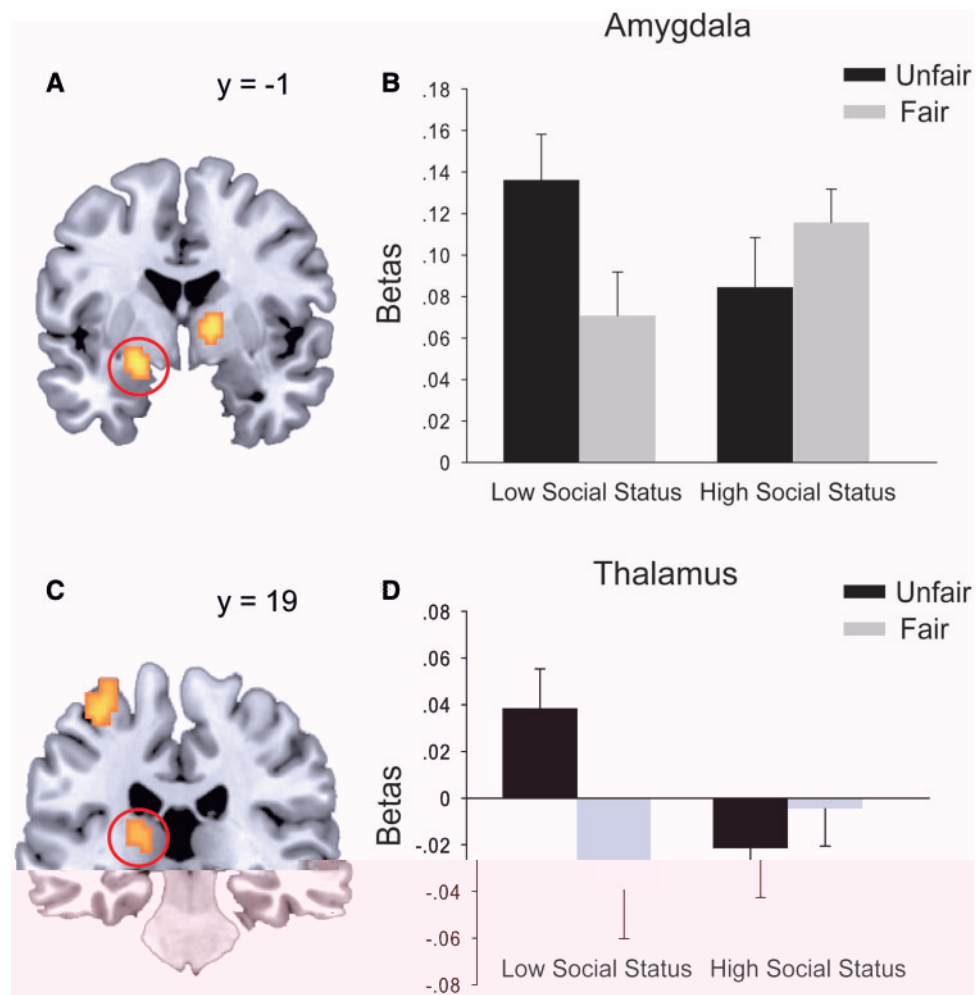 Amygdala
A
y = -1
B
Unfair
Fair
.18
.16
.14
.12
.10
.08
.06
.04
.02
0
Betas
Low Social Status
High Social Status
C
y = 19
D
Thalamus
Unfair
Fair
.08
.06
.04
.02
0
-.02
-.04
-.06
-.08
Betas
Low Social Status
High Social Status